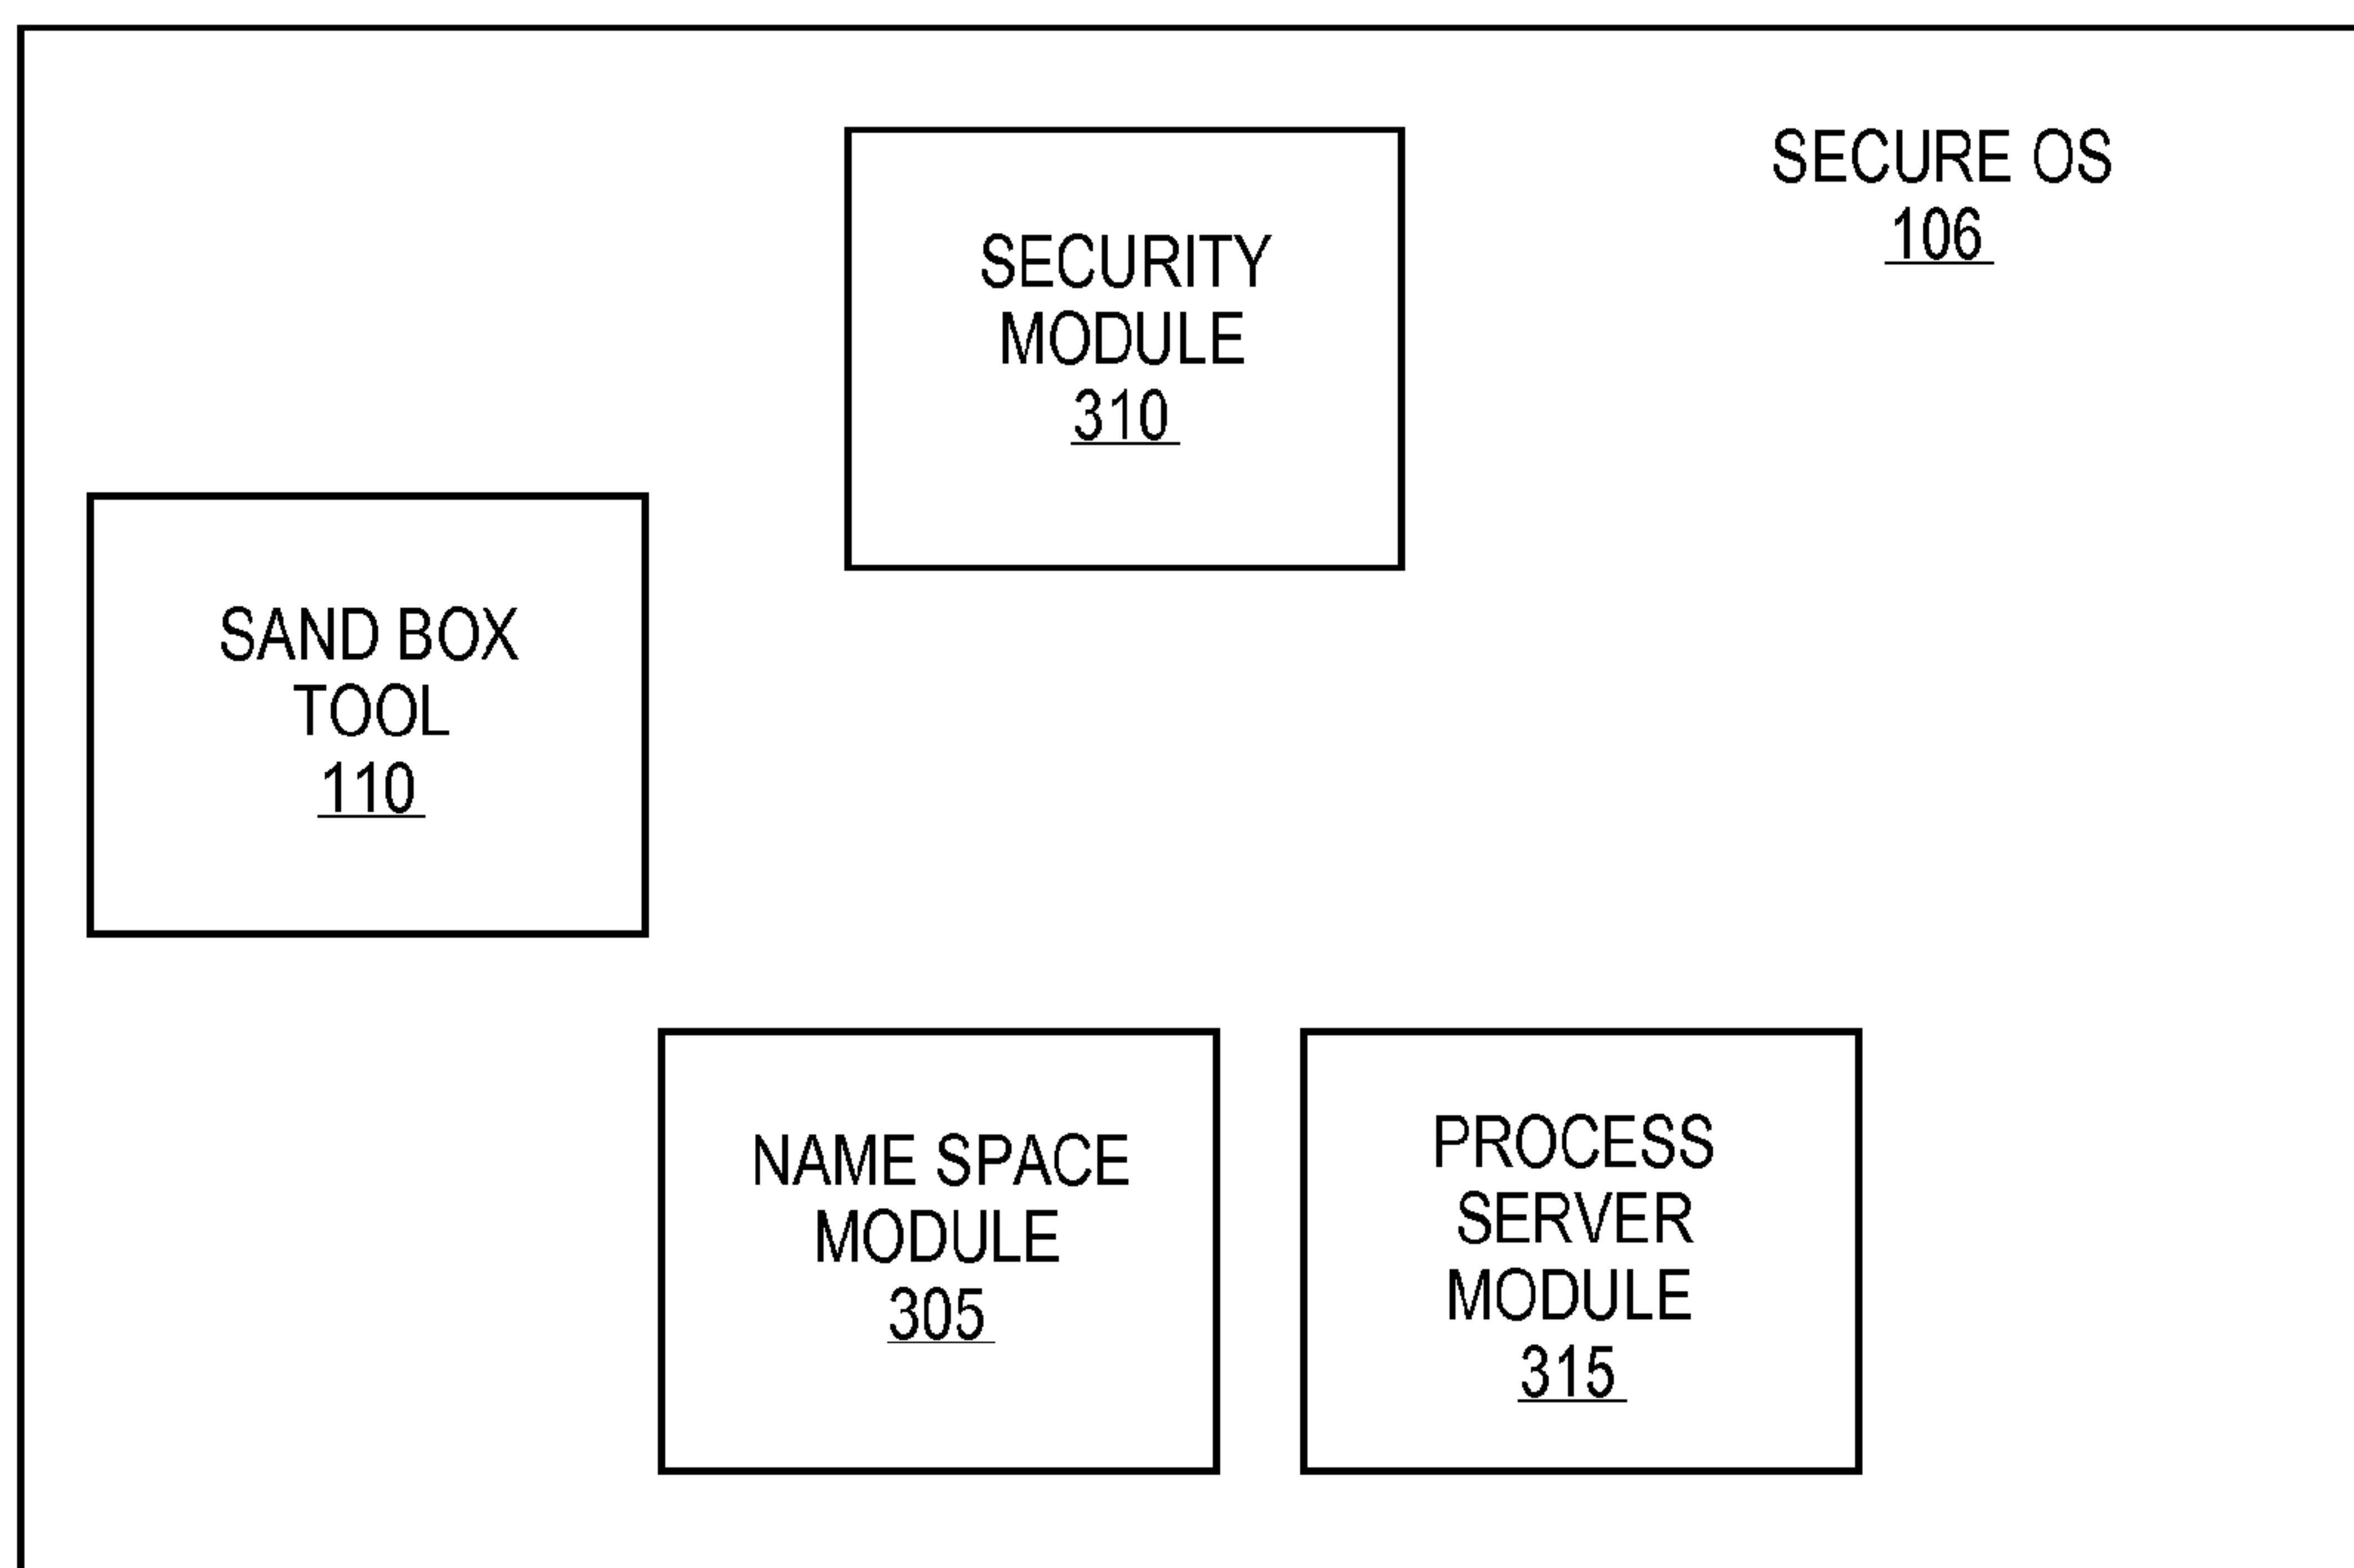 SECURE OS
106
SECURITY
MODULE
310
SAND BOX
TOOL
110
NAME SPACE
MODULE
305
PROCESS
SERVER
MODULE
315